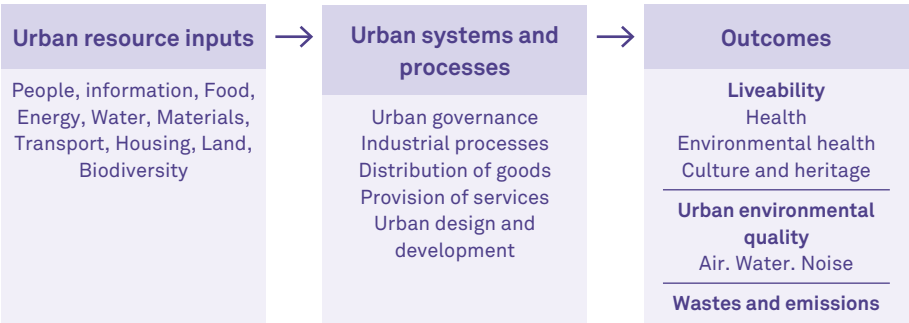 Urban resource inputs
People, information, Food,
Energy, Water, Materials,
Transport, Housing, Land,
Biodiversity
Urban systems and
processes
Urban governance
Industrial processes
Distribution of goods
Provision of services
Urban design and
development
Outcomes
Liveability
Health
Environmental health
Culture and heritage
Urban environmental
quality
Air. Water. Noise
Wastes and emissions